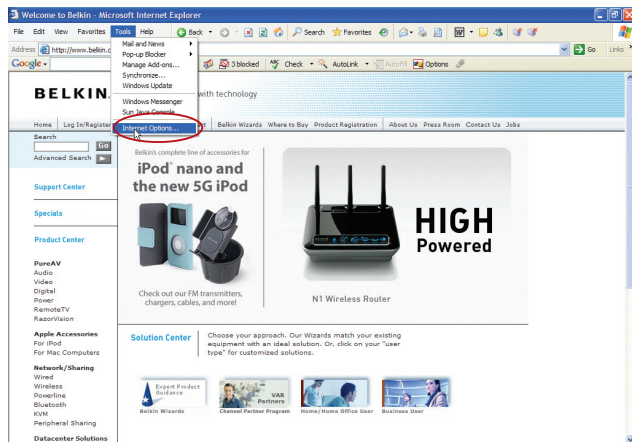 Welcome to Belkin - Microsoft Internet Explorer
File Edit View Favorites Tools Help Back Search Favorites
Address http://www.belkin.c Go Links
Mail and News
Pop-up Blocker
Manage Add-ons...
Synchronize...
Windows Update
Windows Messenger
Sun Java Console
Internet Options...
Google 3 blocked Check AutoLink AutoFill Options
BELKIN. with technology
Home Log In/Register Belkin Wizards Where to Buy Product Registration About Us Press Room Contact Us Jobs
Search
Go
Advanced Search
Support Center
Specials
Product Center
PureAV
Audio
Video
Digital
Power
RemoteTV
RazorVision
Apple Accessories
For iPod
For Mac Computers
Network/Sharing
Wired
Wireless
Powerline
Bluetooth
KVM
Peripheral Sharing
Datacenter Solutions
Belkin's complete line of accessories for
iPod® nano and
the new 5G iPod
Check out our FM transmitters,
chargers, cables, and more!
HIGH
Powered
N1 Wireless Router
Solution Center
Choose your approach. Our Wizards match your existing
equipment with an ideal solution. Or, click on your "user
type" for customized solutions.
Expert Product
Guidance
Belkin Wizards
VAR
Partners
Channel Partner Program
Home/Home Office User
Business User